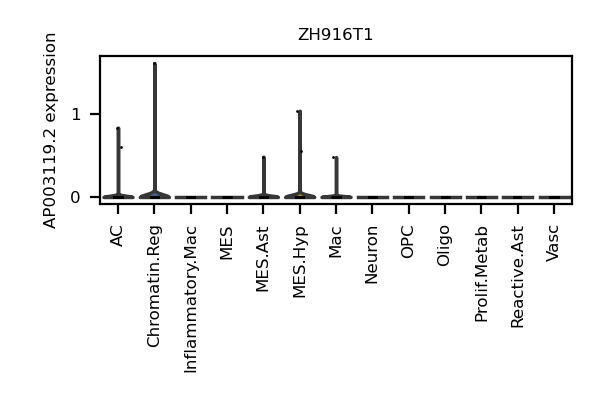 ZH916T1
AP003119.2 expression
1
0
AC
Chromatin.Reg
Inflammatory.Mac
MES
MES.Ast
MES.Hyp
Mac
Neuron
OPC
Oligo
Prolif.Metab
Reactive.Ast
Vasc